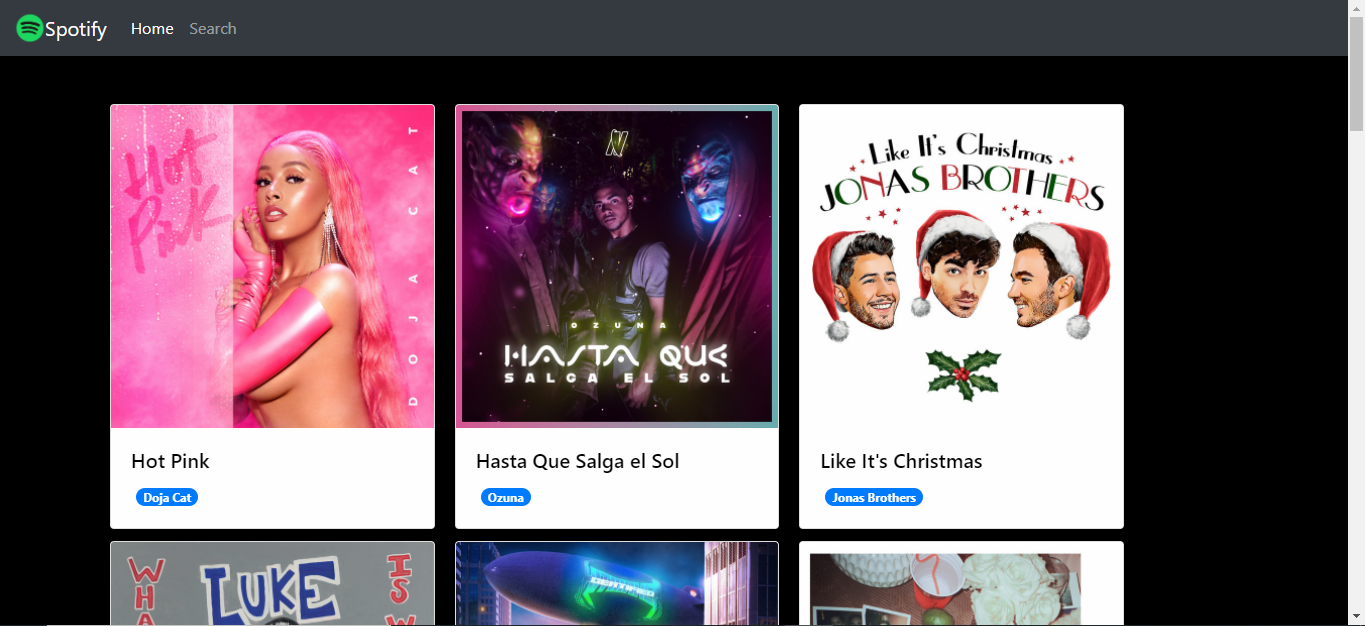 Spotify
Home
Search
Hot
Pink
DOJA CAT
OZUNA
HASTA QUE
SALGA EL SOL
Like It's Christmas
JONAS BROTHERS
Hot Pink
Doja Cat
Hasta Que Salga el Sol
Ozuna
Like It's Christmas
Jonas Brothers
WHA
LUKE
IS